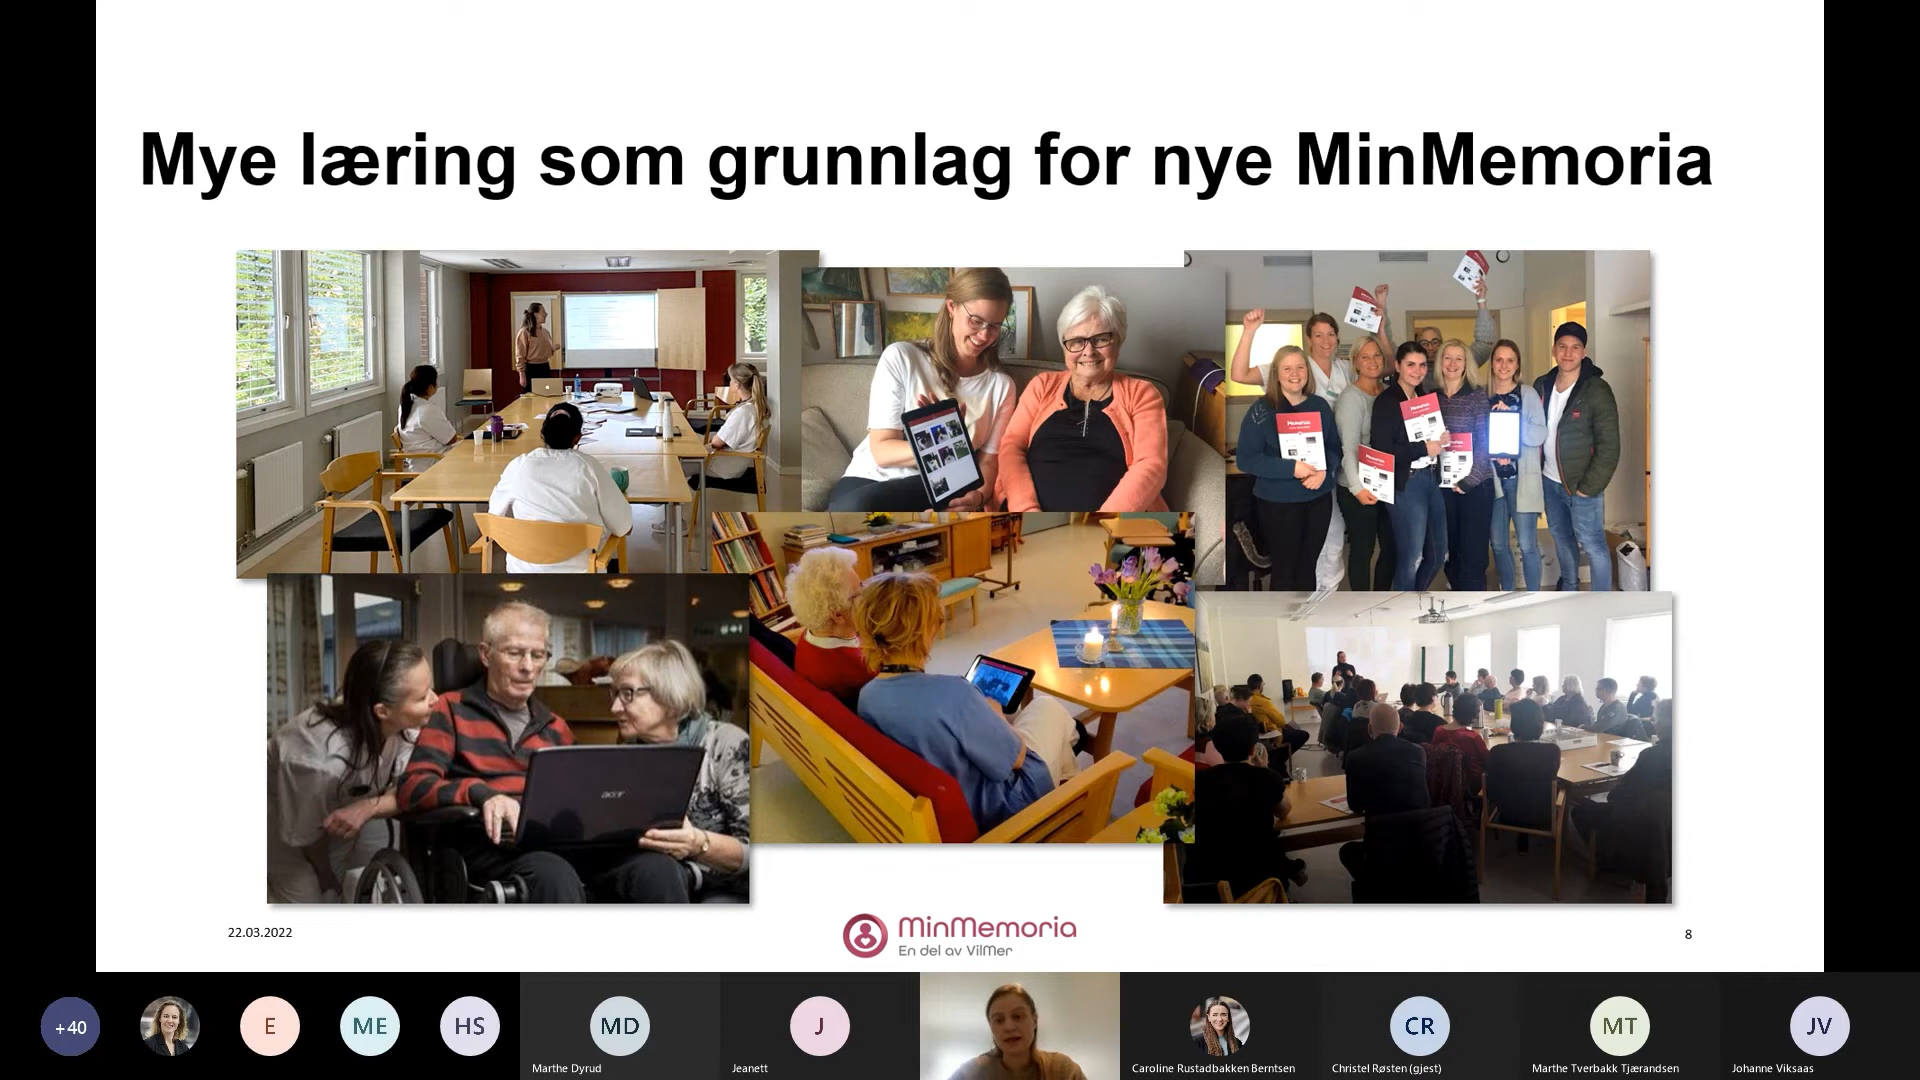 Mye læring som grunnlag for nye MinMemoria
acer
22.03.2022
MinMemoria
En del av VilMer
8
+40
E
ME
HS
MD
Marthe Dyrud
J
Jeanett
Caroline Rustadbakken Berntsen
CR
Christel Røsten (gjest)
MT
Marthe Tverbakk Tjærandsen
JV
Johanne Viksaas